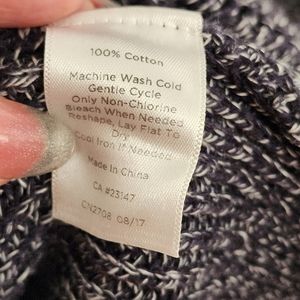 100% Cotton
Machine Wash Cold
Gentle Cycle
Only Non-Chlorine
Bleach When Needed
Reshape, Lay Flat To
Dry
Cool Iron If Needed
Made in China
CA #23147
CN2708 08/17